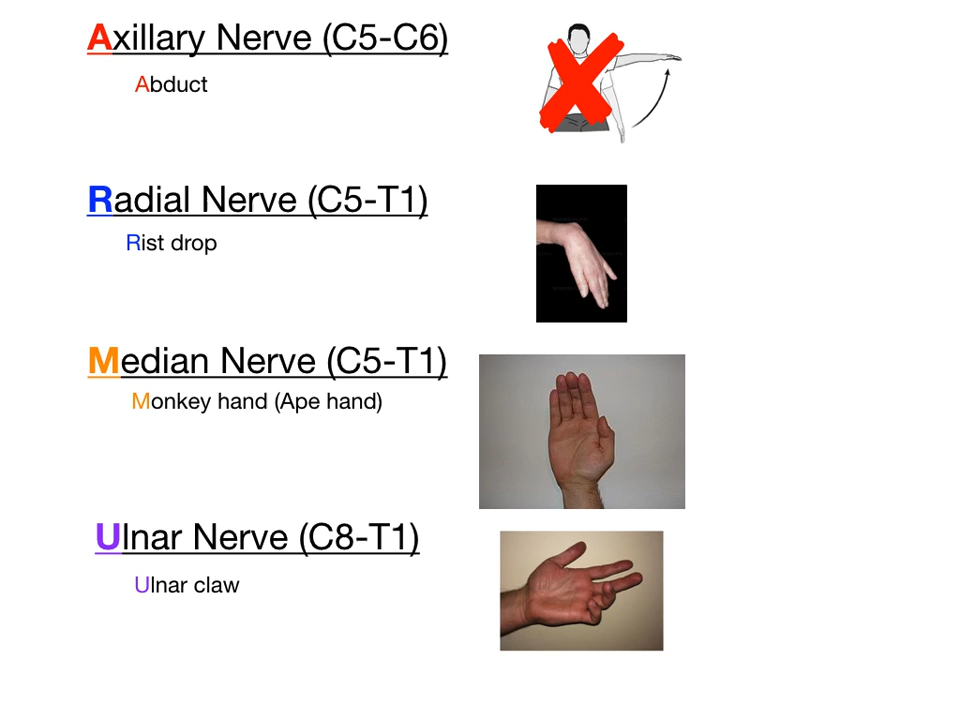 Axillary Nerve (C5-C6)
Abduct
Radial Nerve (C5-T1)
Rist drop
Median Nerve (C5-T1)
Monkey hand (Ape hand)
Ulnar Nerve (C8-T1)
Ulnar claw